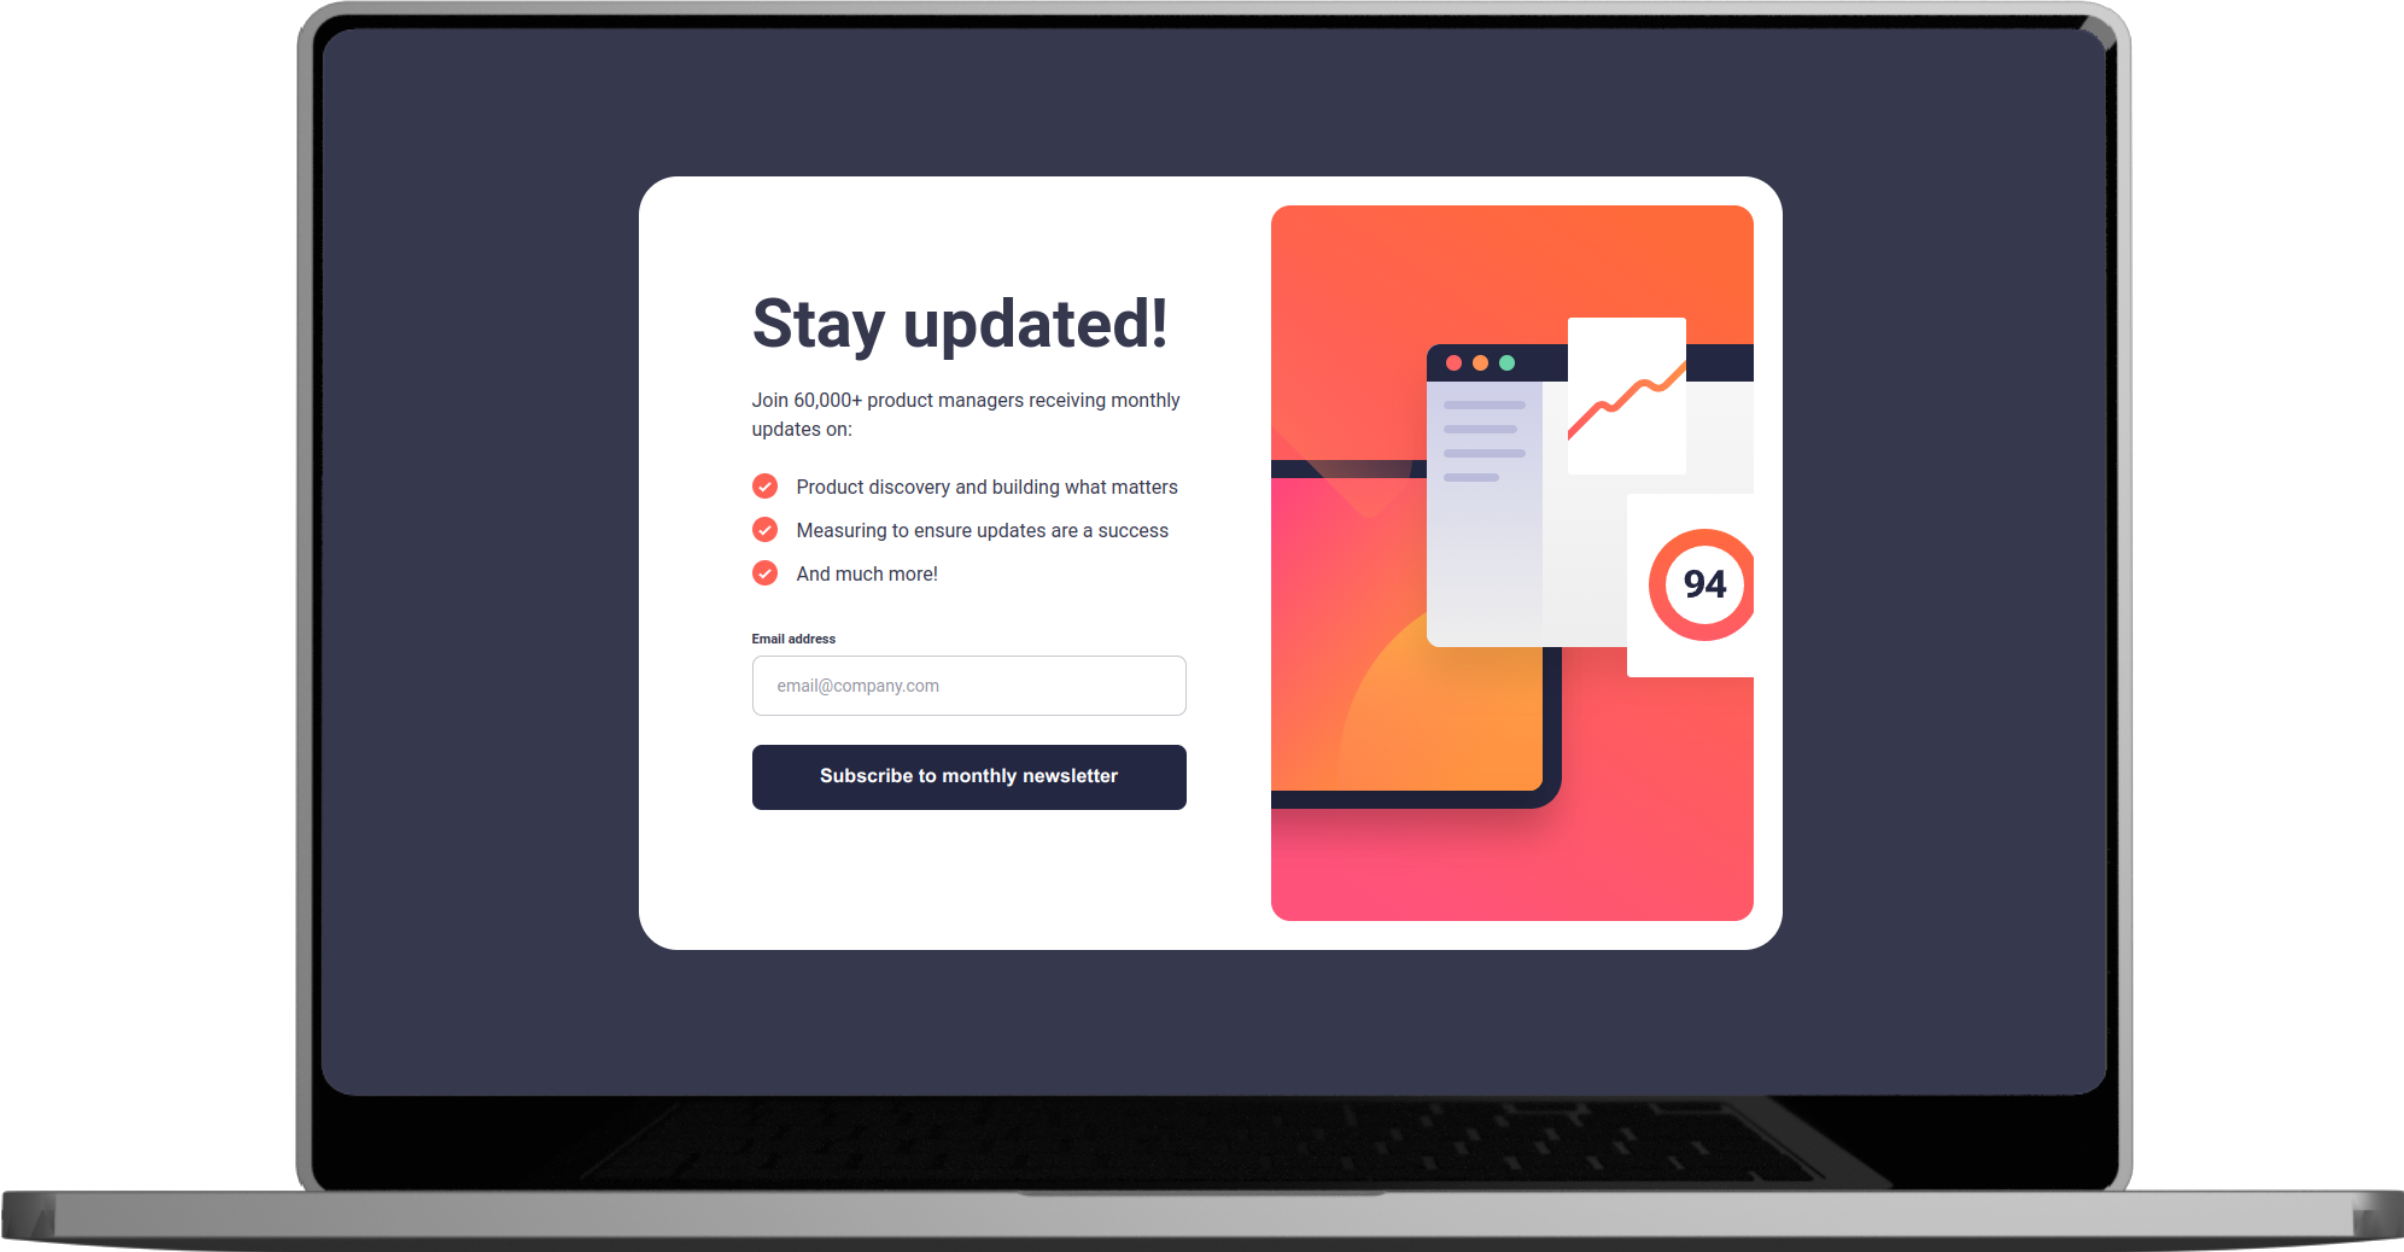 Stay updated!
Join 60,000+ product managers receiving monthly
updates on:
Product discovery and building what matters
Measuring to ensure updates are a success
And much more!
Email address
email@company.com
Subscribe to monthly newsletter
94